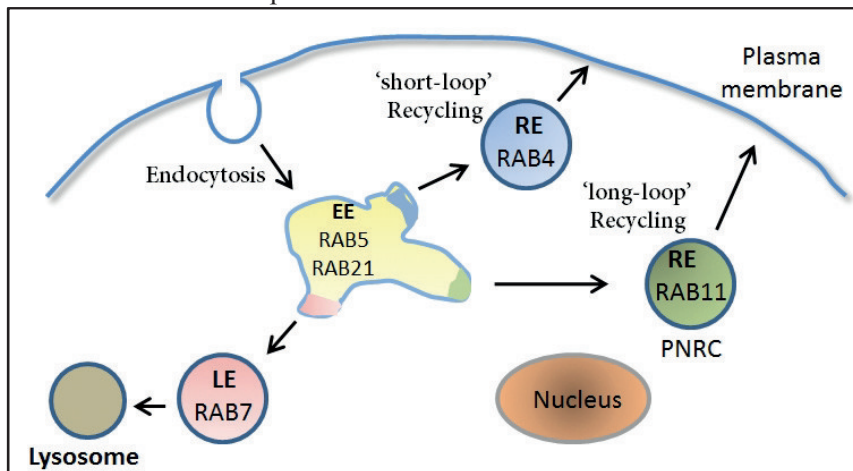 Plasma
membrane
'short-loop'
Recycling
RE
RAB4
Endocytosis
EE
RAB5
RAB21
'long-loop'
Recycling
RE
RAB11
PNRC
LE
RAB7
Nucleus
Lysosome